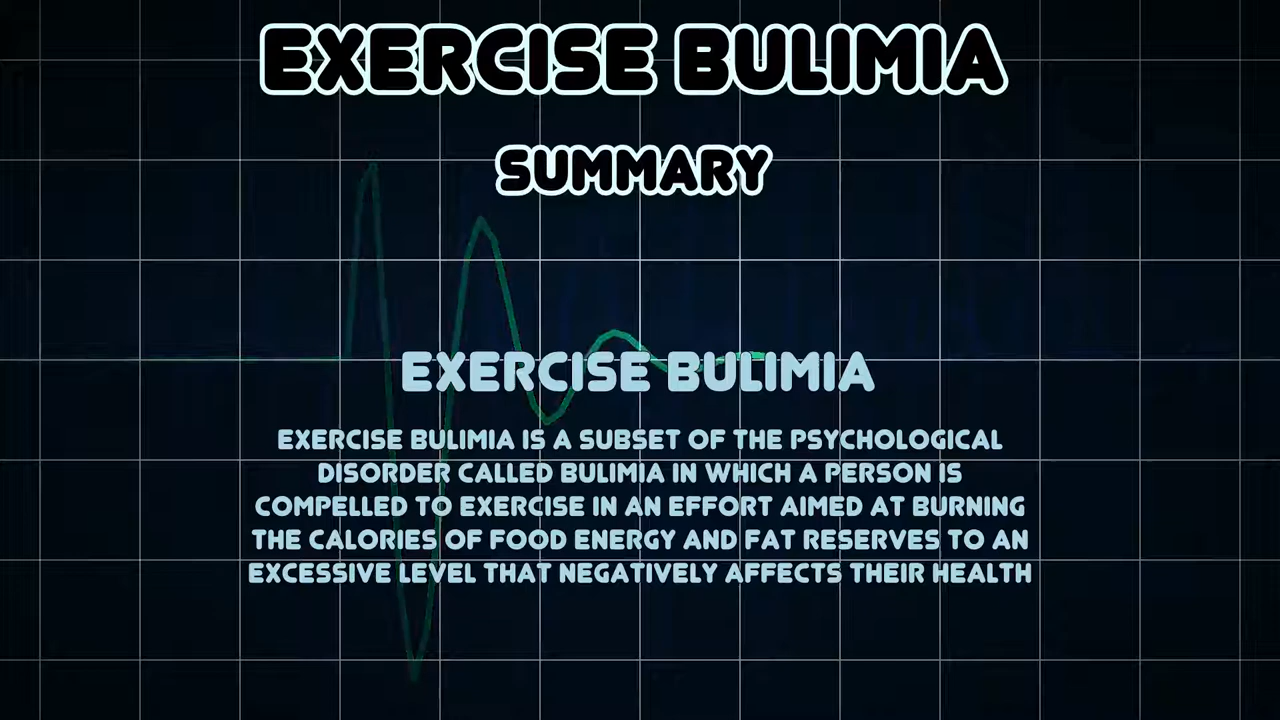 EXERCISE BULIMIA
SUMMARY
EXERCISE BULIMIA
EXERCISE BULIMIA IS A SUBSET OF THE PSYCHOLOGICAL
DISORDER CALLED BULIMIA IN WHICH A PERSON IS
COMPELLED TO EXERCISE IN AN EFFORT AIMED AT BURNING
THE CALORIES OF FOOD ENERGY AND FAT RESERVES TO AN
EXCESSIVE LEVEL THAT NEGATIVELY AFFECTS THEIR HEALTH